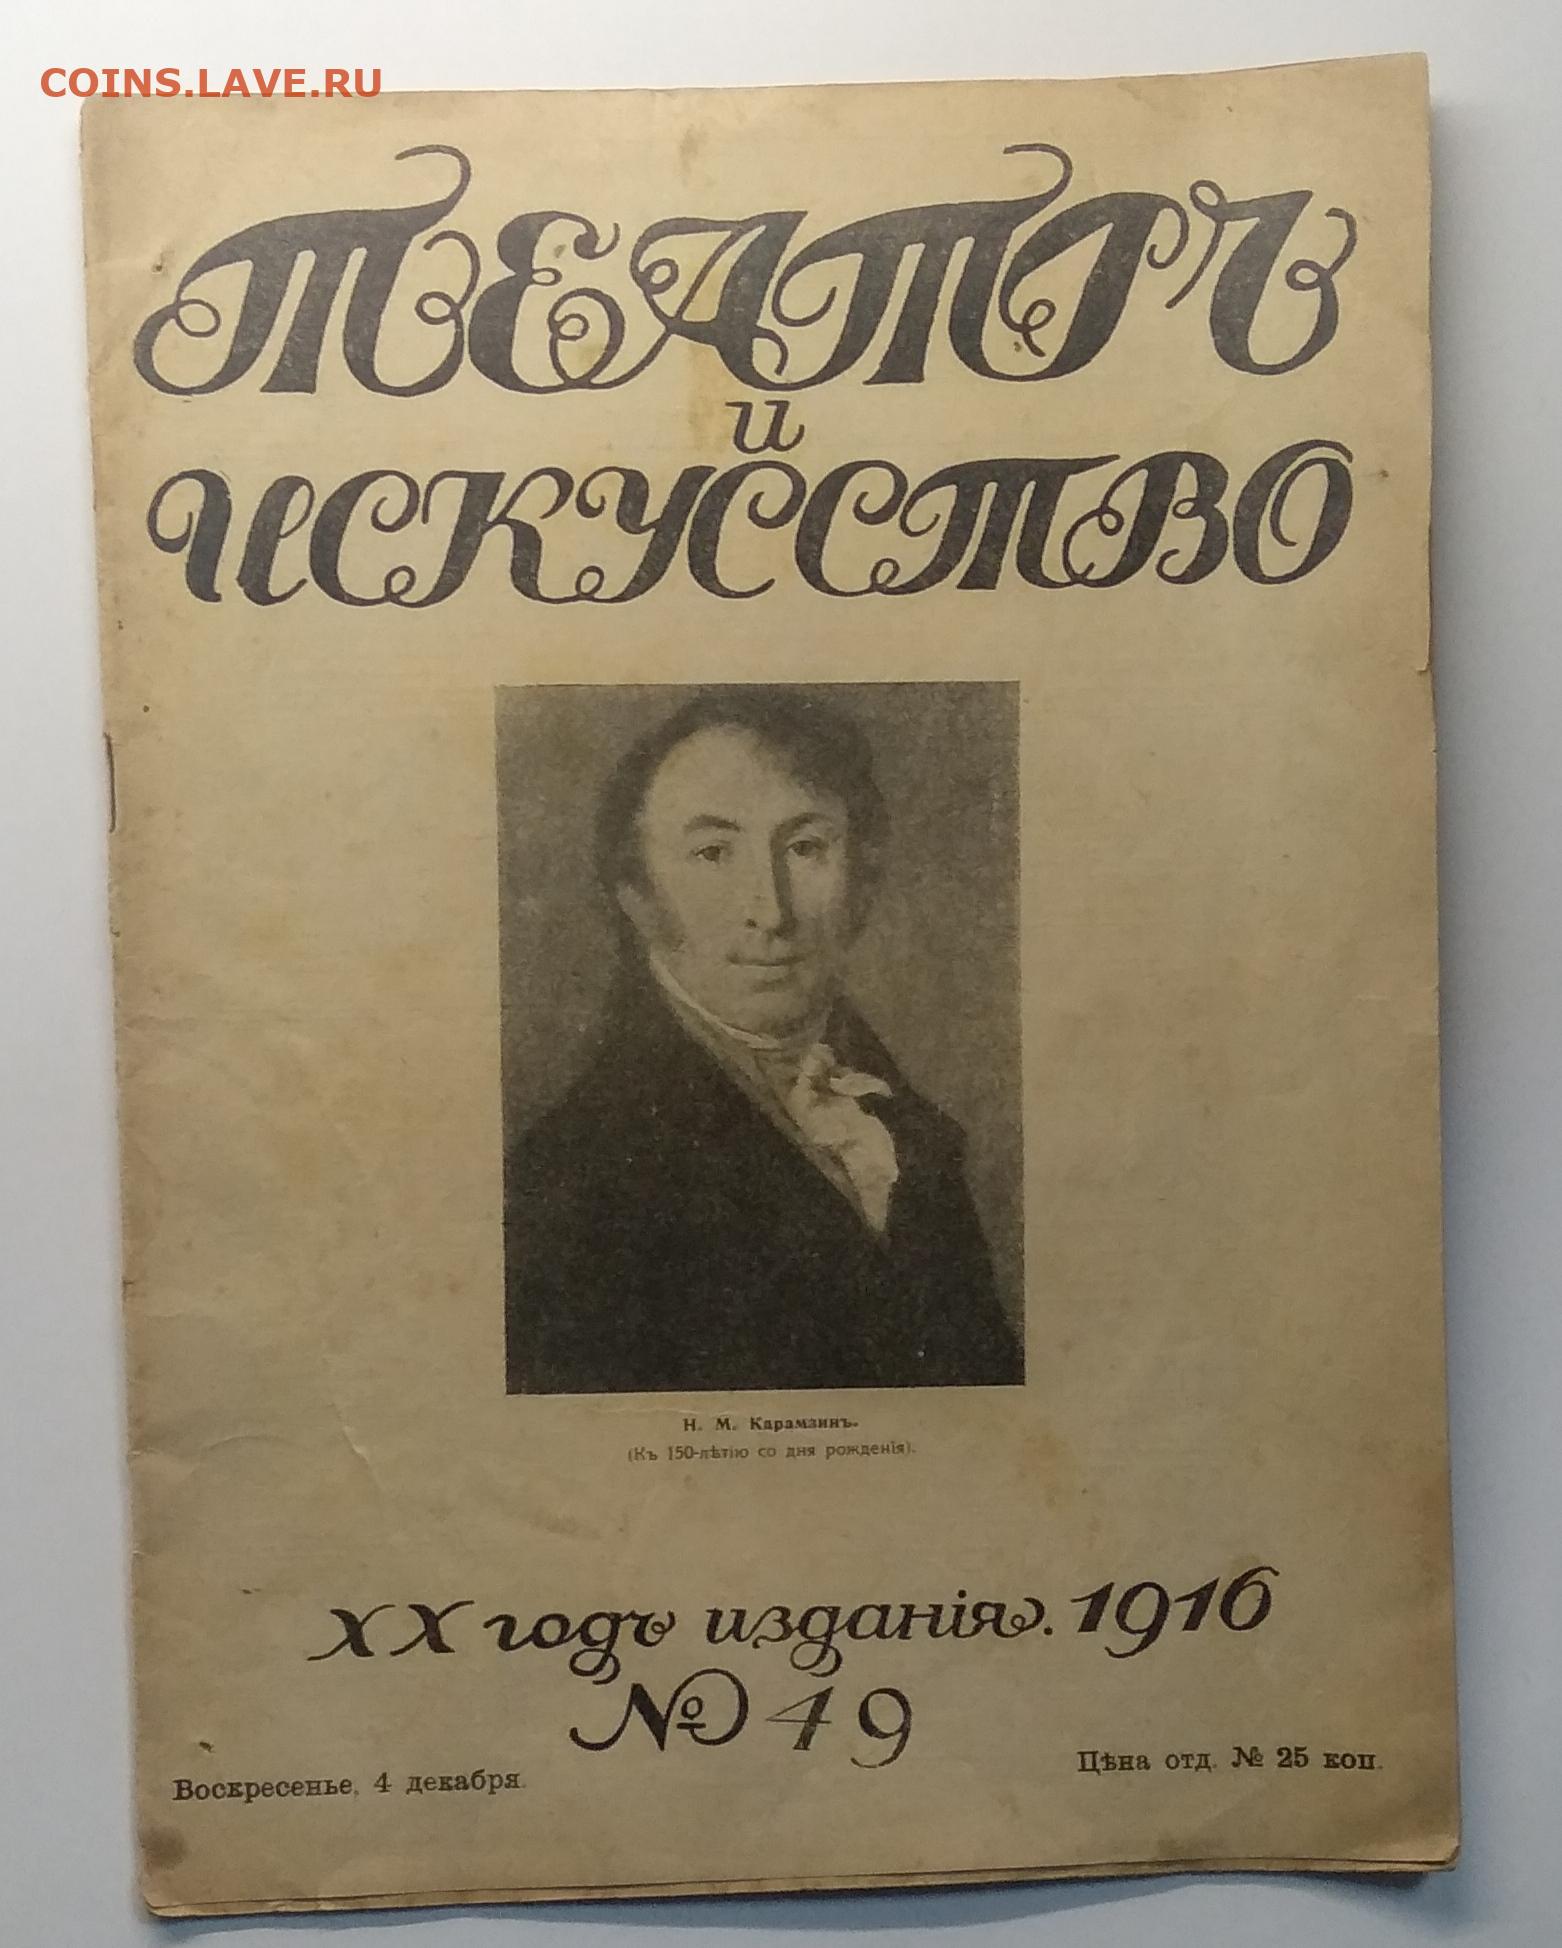 COINS.LAVE.RU
ТЕАТРЪ
и
ИСКУССТВО
Н. М. Карамзинъ.
(Къ 150-лѣтію со дня рожденія).
XX годъ изданія. 1916
№ 49
Воскресенье, 4 декабря.
Цѣна отд. № 25 коп.